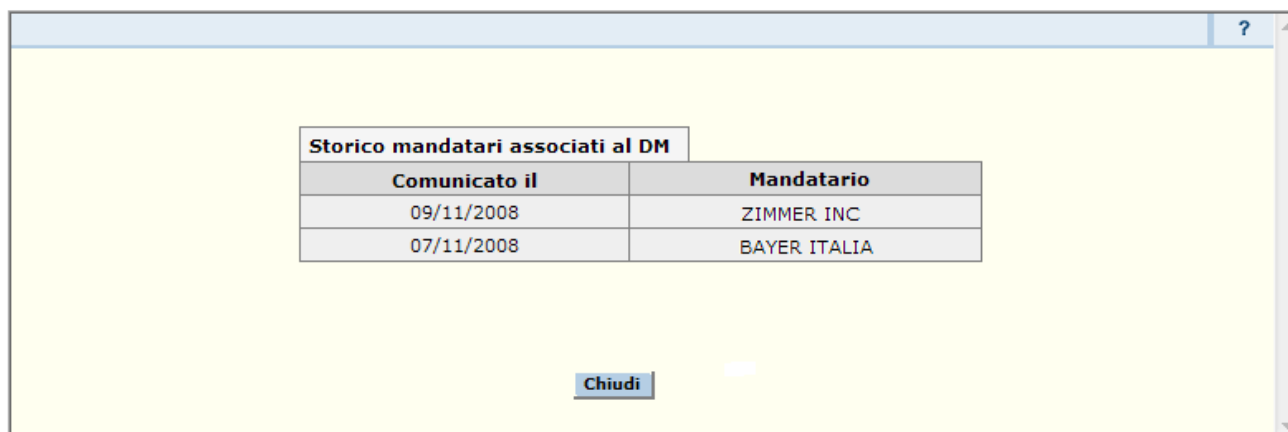 ?
Storico mandatari associati al DM
Comunicato il Mandatario
09/11/2008 ZIMMER INC
07/11/2008 BAYER ITALIA
Chiudi